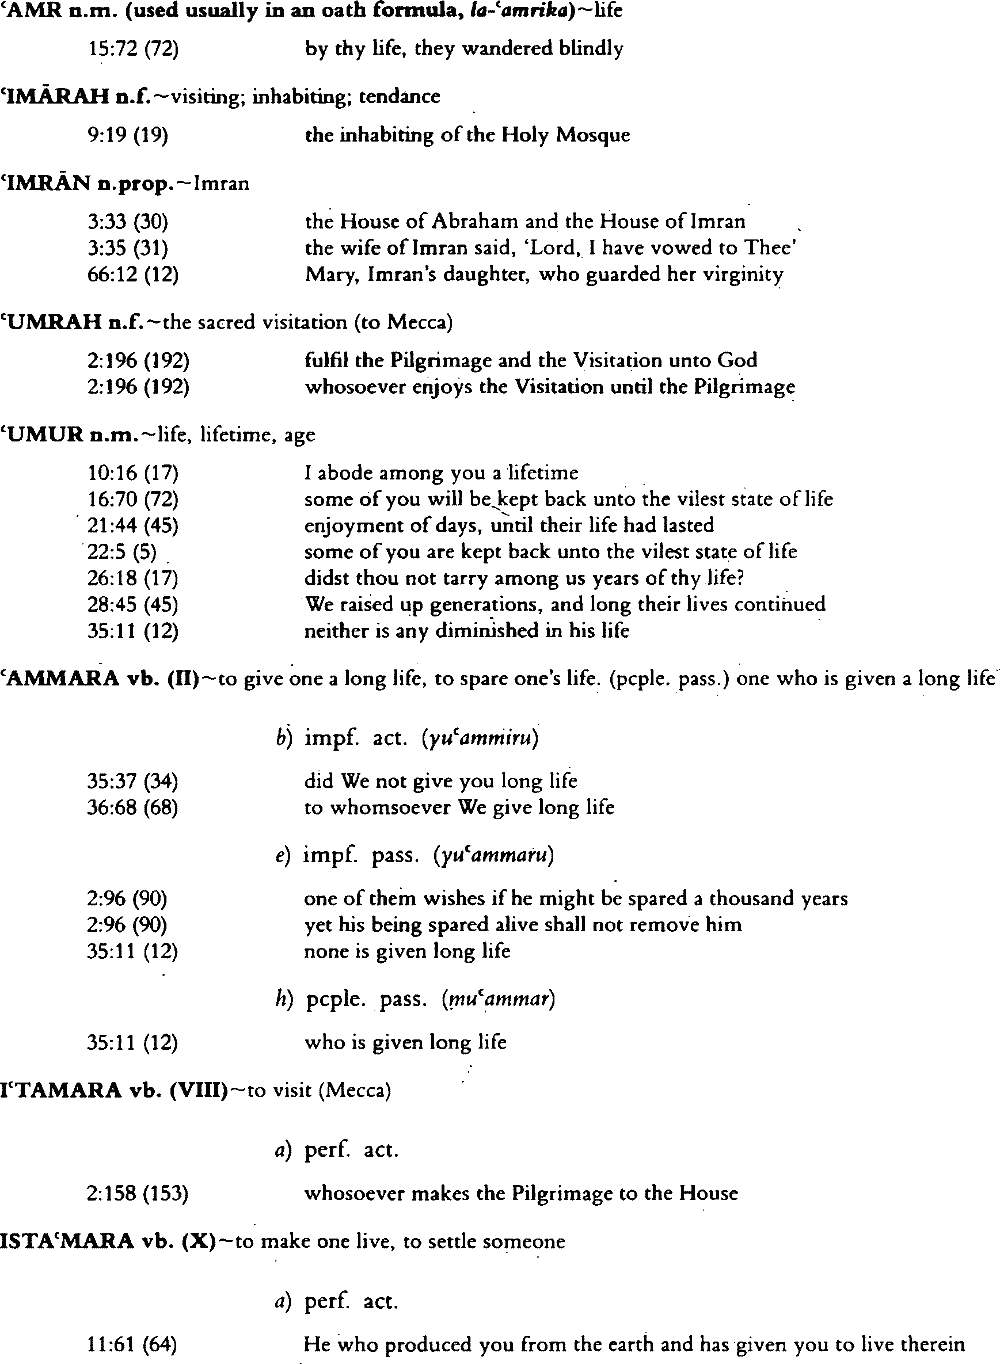 ʿAMR n.m. (used usually in an oath formula, la-ʿamrika)~life
15:72 (72) by thy life, they wandered blindly
ʿIMĀRAH n.f.~visiting; inhabiting; tendance
9:19 (19) the inhabiting of the Holy Mosque
ʿIMRĀN n.prop.~Imran
3:33 (30) the House of Abraham and the House of Imran
3:35 (31) the wife of Imran said, 'Lord, I have vowed to Thee'
66:12 (12) Mary, Imran's daughter, who guarded her virginity
ʿUMRAH n.f.~the sacred visitation (to Mecca)
2:196 (192) fulfil the Pilgrimage and the Visitation unto God
2:196 (192) whosoever enjoys the Visitation until the Pilgrimage
ʿUMUR n.m.~life, lifetime, age
10:16 (17) I abode among you a lifetime
16:70 (72) some of you will be kept back unto the vilest state of life
21:44 (45) enjoyment of days, until their life had lasted
22:5 (5) some of you are kept back unto the vilest state of life
26:18 (17) didst thou not tarry among us years of thy life?
28:45 (45) We raised up generations, and long their lives continued
35:11 (12) neither is any diminished in his life
ʿAMMARA vb. (II)~to give one a long life, to spare one's life. (pcple. pass.) one who is given a long life
b) impf. act. (yuʿammiru)
35:37 (34) did We not give you long life
36:68 (68) to whomsoever We give long life
e) impf. pass. (yuʿammaru)
2:96 (90) one of them wishes if he might be spared a thousand years
2:96 (90) yet his being spared alive shall not remove him
35:11 (12) none is given long life
h) pcple. pass. (muʿammar)
35:11 (12) who is given long life
IʿTAMARA vb. (VIII)~to visit (Mecca)
a) perf. act.
2:158 (153) whosoever makes the Pilgrimage to the House
ISTAʿMARA vb. (X)~to make one live, to settle someone
a) perf. act.
11:61 (64) He who produced you from the earth and has given you to live therein